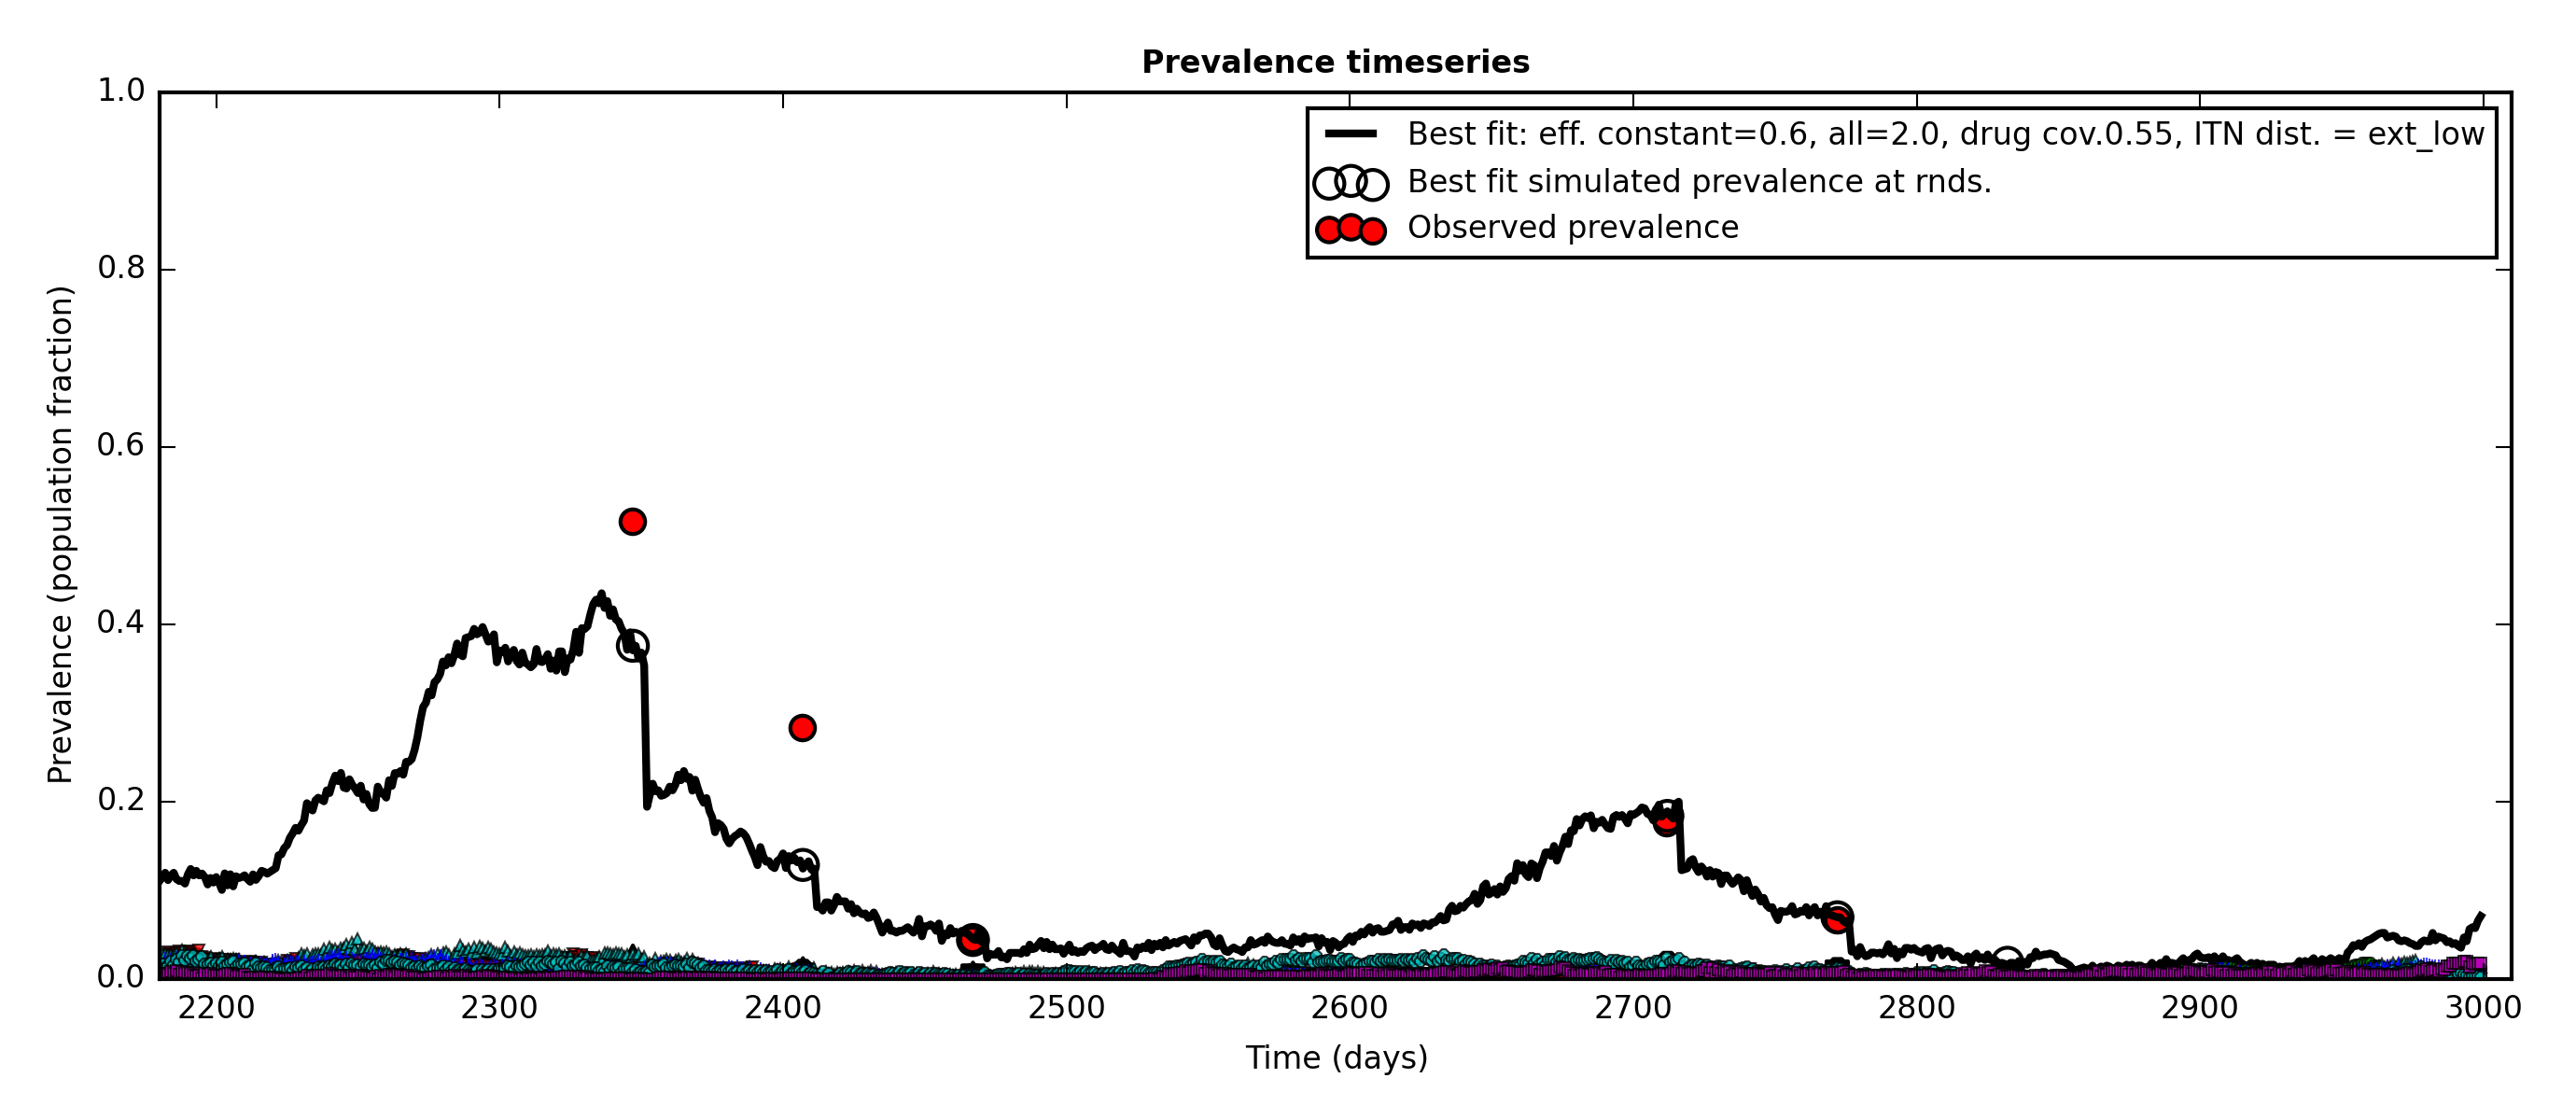 Prevalence timeseries
1.0
0.8
0.6
0.4
0.2
0.0
Prevalence (population fraction)
Best fit: eff. constant=0.6, all=2.0, drug cov.0.55, ITN dist. = ext_low
Best fit simulated prevalence at rnds.
Observed prevalence
2200 2300 2400 2500 2600 2700 2800 2900 3000
Time (days)